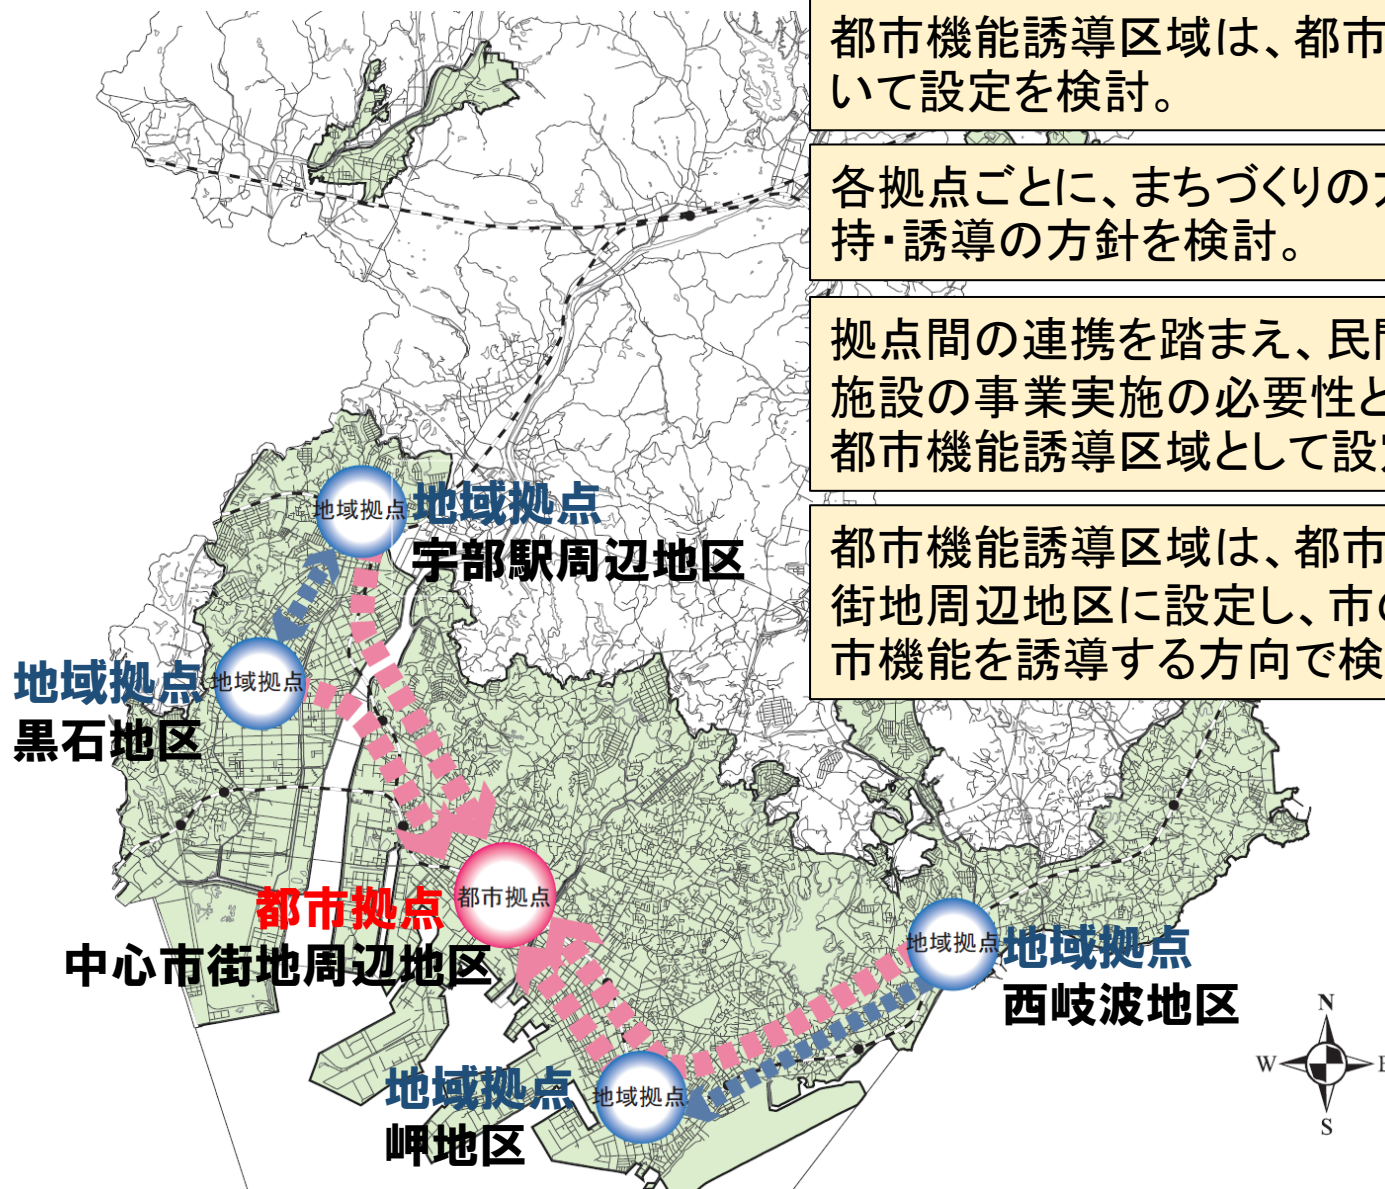 都市機能誘導区域は、都市
いて設定を検討。
各拠点ごとに、まちづくりの
持・誘導の方針を検討。
拠点間の連携を踏まえ、民
施設の事業実施の必要性と
都市機能誘導区域として設
都市機能誘導区域は、都市
街地周辺地区に設定し、市の
市機能を誘導する方向で検
地域拠点
地域拠点
宇部駅周辺地区
地域拠点
地域拠点
黒石地区
都市拠点
都市拠点
中心市街地周辺地区
地域拠点
地域拠点
西岐波地区
地域拠点
地域拠点
岬地区
N
W
E
S